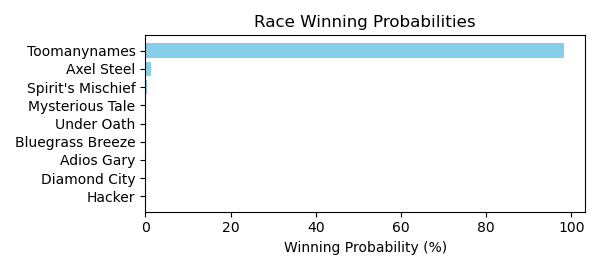 Race Winning Probabilities
Toomanynames
Axel Steel
Spirit's Mischief
Mysterious Tale
Under Oath
Bluegrass Breeze
Adios Gary
Diamond City
Hacker
0 20 40 60 80 100
Winning Probability (%)